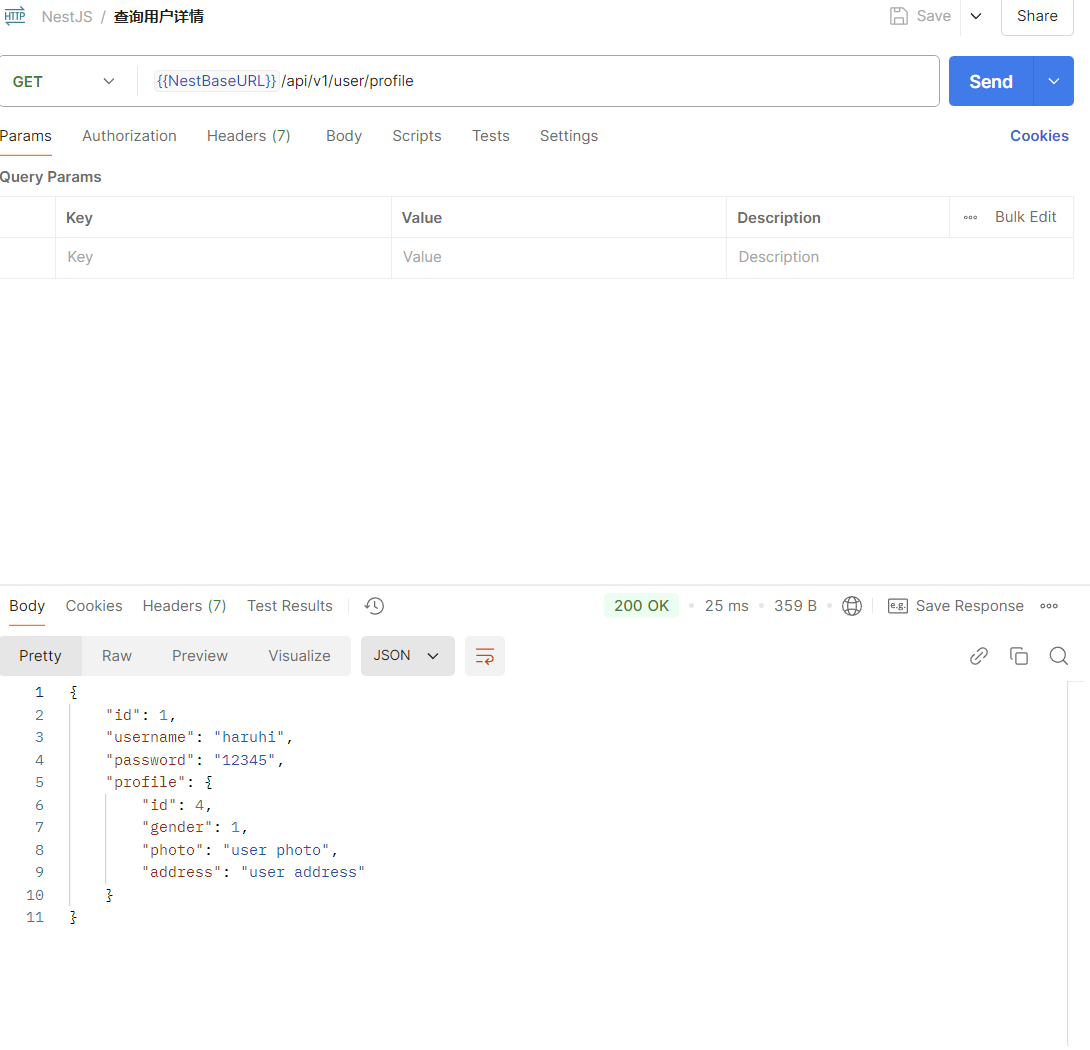 HTTP NestJS / 查询用户详情 Save Share
GET {{NestBaseURL}} /api/v1/user/profile Send
Params Authorization Headers (7) Body Scripts Tests Settings Cookies
Query Params
Key Value Description Bulk Edit
Key Value Description
Body Cookies Headers (7) Test Results 200 OK 25 ms 359 B e.g. Save Response
Pretty Raw Preview Visualize JSON
1 {
2 "id": 1,
3 "username": "haruhi",
4 "password": "12345",
5 "profile": {
6 "id": 4,
7 "gender": 1,
8 "photo": "user photo",
9 "address": "user address"
10 }
11 }